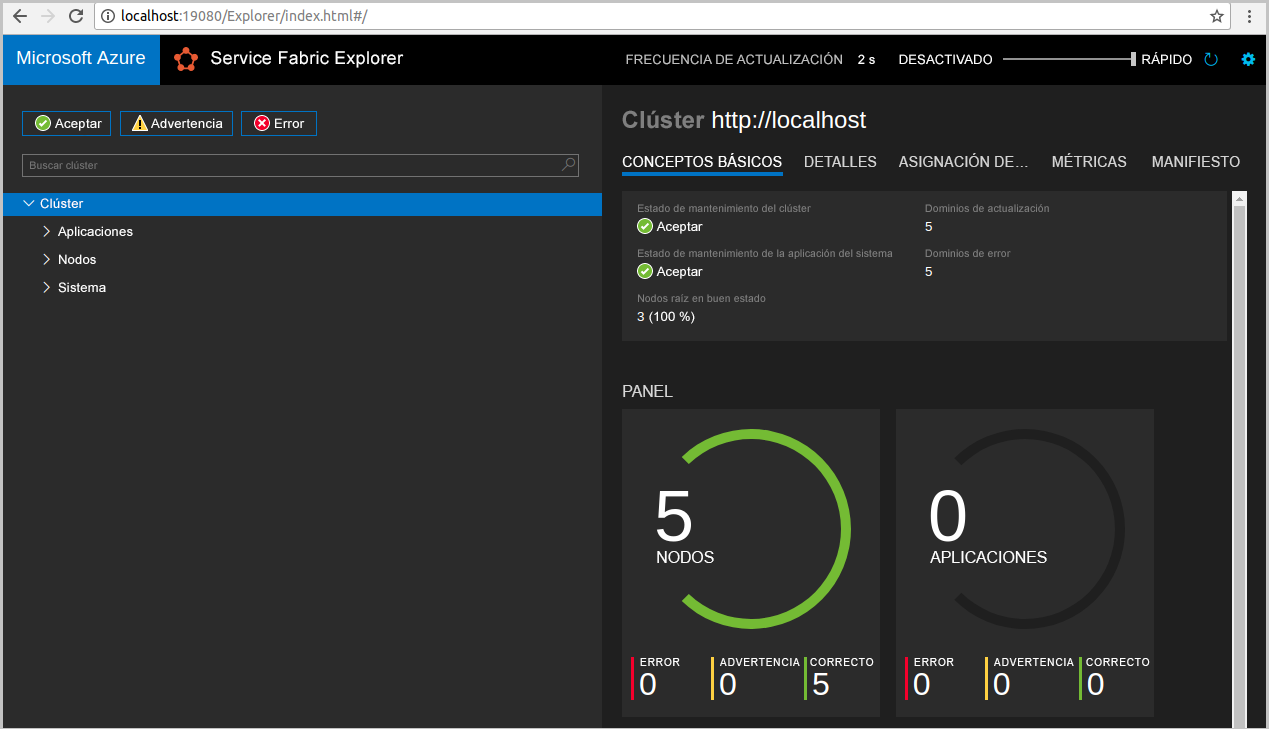 localhost:19080/Explorer/index.html#/
Microsoft Azure
Service Fabric Explorer
FRECUENCIA DE ACTUALIZACIÓN 2 s DESACTIVADO RÁPIDO
Aceptar
Advertencia
Error
Buscar clúster
Clúster
Aplicaciones
Nodos
Sistema
Clúster http://localhost
CONCEPTOS BÁSICOS DETALLES ASIGNACIÓN DE... MÉTRICAS MANIFIESTO
Estado de mantenimiento del clúster
Aceptar
Dominios de actualización
5
Estado de mantenimiento de la aplicación del sistema
Aceptar
Dominios de error
5
Nodos raíz en buen estado
3 (100 %)
PANEL
5
NODOS
ERROR ADVERTENCIA CORRECTO
0 0 5
0
APLICACIONES
ERROR ADVERTENCIA CORRECTO
0 0 0